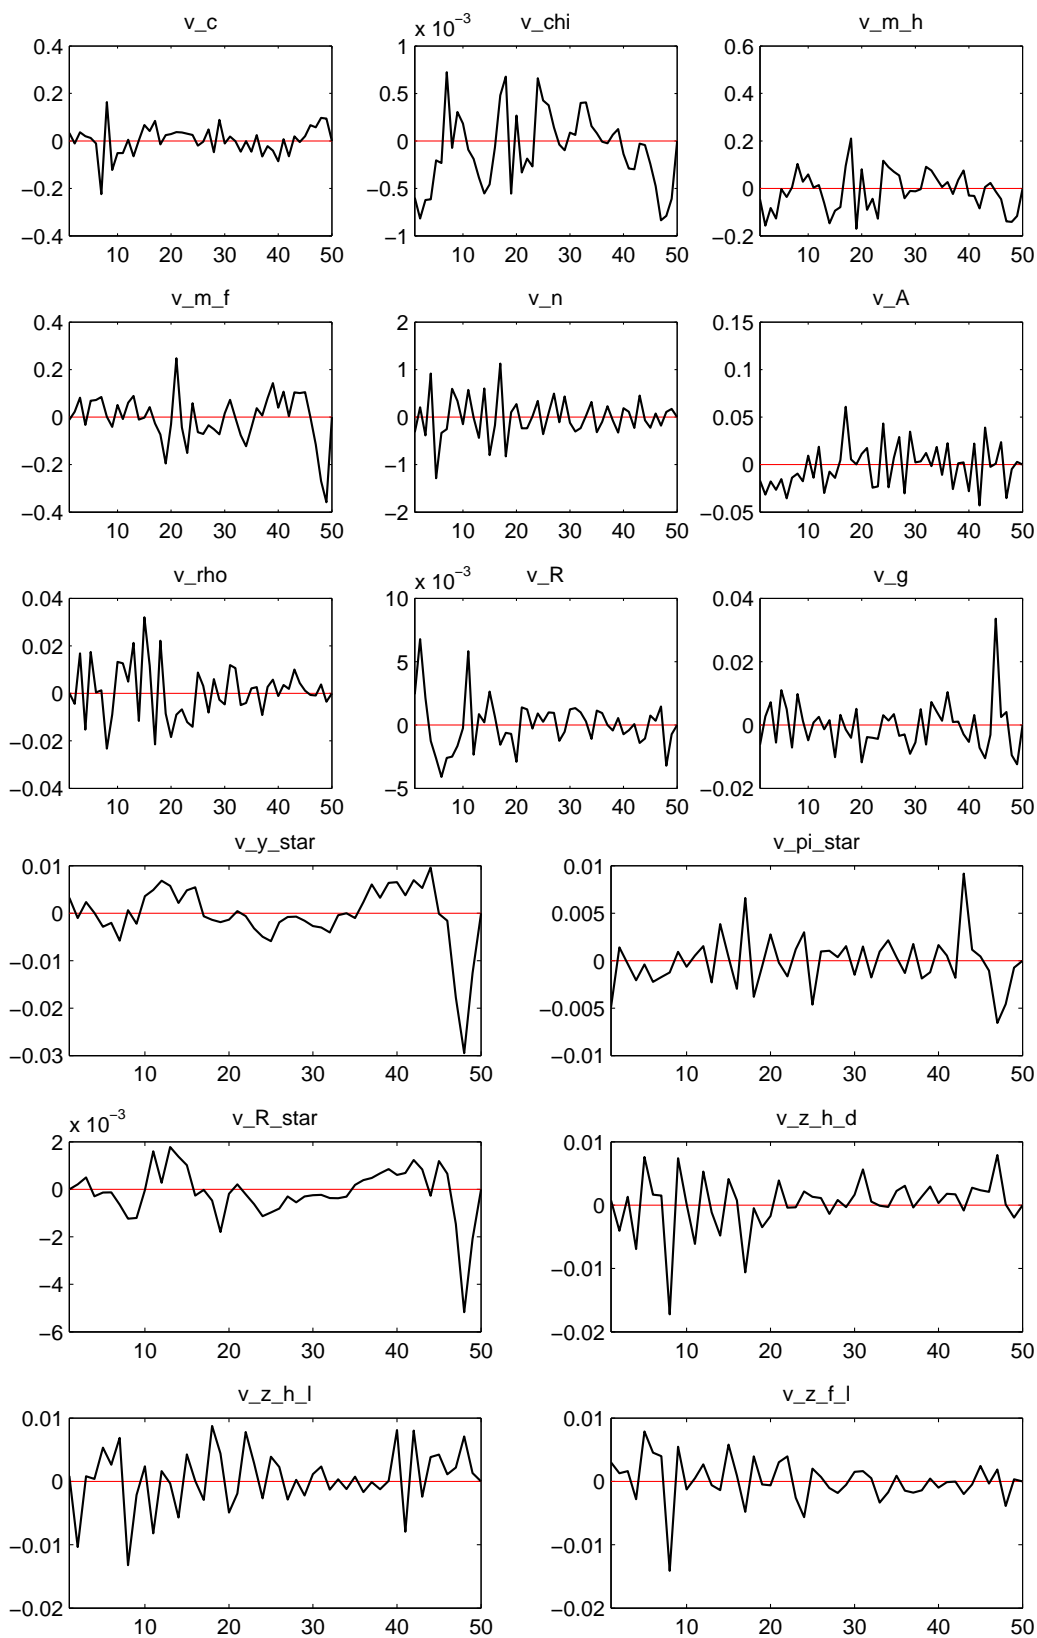 v_c
0.4
0.2
0
−0.2
−0.4
10 20 30 40 50
x 10−3
v_chi
1
0.5
0
−0.5
−1
10 20 30 40 50
v_m_h
0.6
0.4
0.2
0
−0.2
10 20 30 40 50
v_m_f
0.4
0.2
0
−0.2
−0.4
10 20 30 40 50
v_n
2
1
0
−1
−2
10 20 30 40 50
v_A
0.15
0.1
0.05
0
−0.05
10 20 30 40 50
v_rho
0.04
0.02
0
−0.02
−0.04
10 20 30 40 50
x 10−3
v_R
10
5
0
−5
10 20 30 40 50
v_g
0.04
0.02
0
−0.02
10 20 30 40 50
v_y_star
0.01
0
−0.01
−0.02
−0.03
10 20 30 40 50
v_pi_star
0.01
0.005
0
−0.005
−0.01
10 20 30 40 50
x 10−3
v_R_star
2
0
−2
−4
−6
10 20 30 40 50
v_z_h_d
0.01
0
−0.01
−0.02
10 20 30 40 50
v_z_h_l
0.01
0
−0.01
−0.02
10 20 30 40 50
v_z_f_l
0.01
0
−0.01
−0.02
10 20 30 40 50